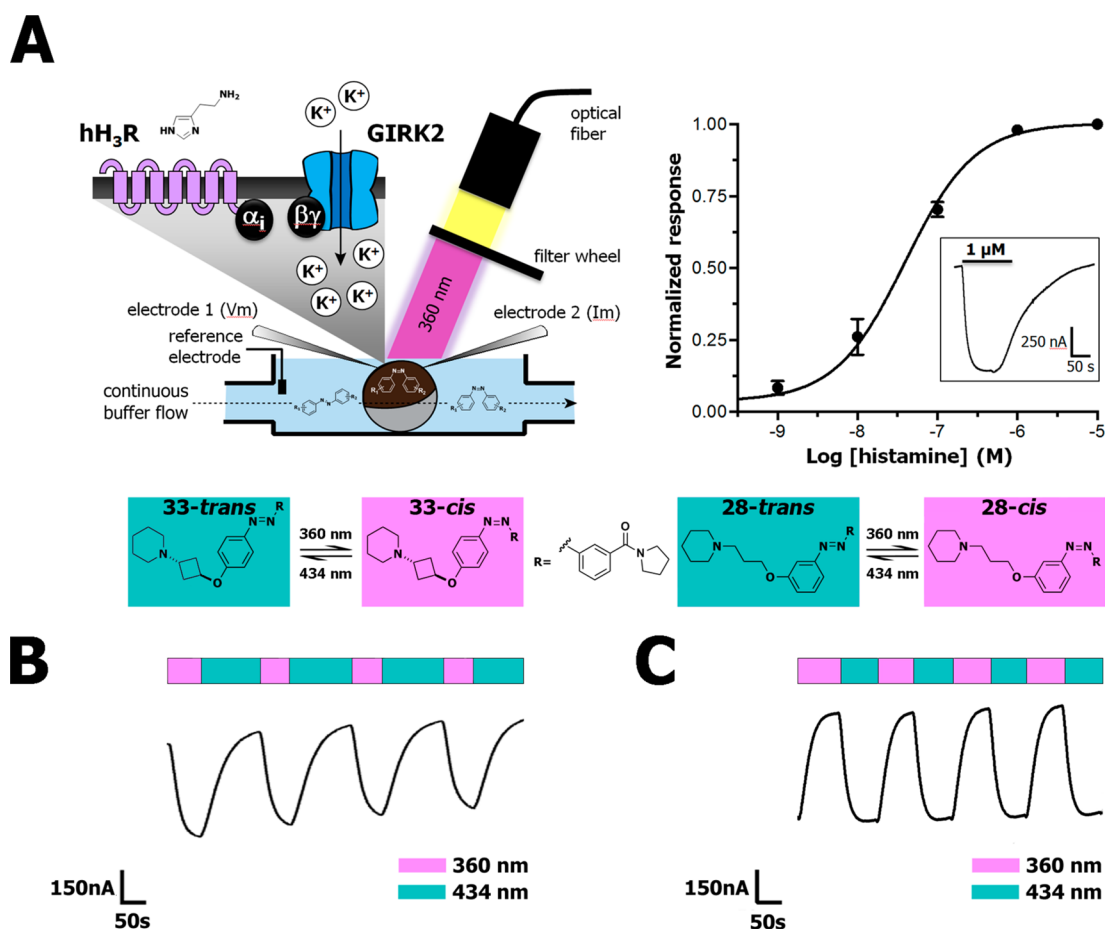 A
hH3R
NH2
HN
N
K+
K+
GIRK2
αi
βγ
K+
K+
K+
K+
optical
fiber
filter wheel
360 nm
electrode 1 (Vm)
electrode 2 (Im)
reference
electrode
continuous
buffer flow
R1
N=N
R2
Normalized response
1.00
0.75
0.50
0.25
0.00
1 µM
250 nA
50 s
-9
-8
-7
-6
-5
Log [histamine] (M)
33-trans
N
O
N=N
R
360 nm
434 nm
33-cis
N
O
N=N
R
R=
O
N
28-trans
N
O
N=N
R
360 nm
434 nm
28-cis
N
O
N=N
R
B
150nA
50s
360 nm
434 nm
C
150nA
50s
360 nm
434 nm